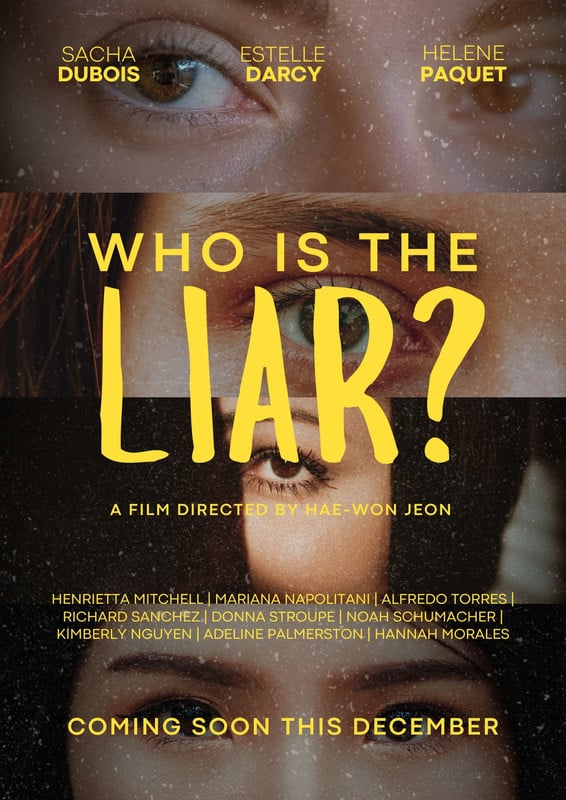 SACHA DUBOIS
ESTELLE DARCY
HELENE PAQUET
WHO IS THE
LIAR?
A FILM DIRECTED BY HAE-WON JEON
HENRIETTA MITCHELL | MARIANA NAPOLITANI | ALFREDO TORRES |
RICHARD SANCHEZ | DONNA STROUPE | NOAH SCHUMACHER |
KIMBERLY NGUYEN | ADELINE PALMERSTON | HANNAH MORALES
COMING SOON THIS DECEMBER